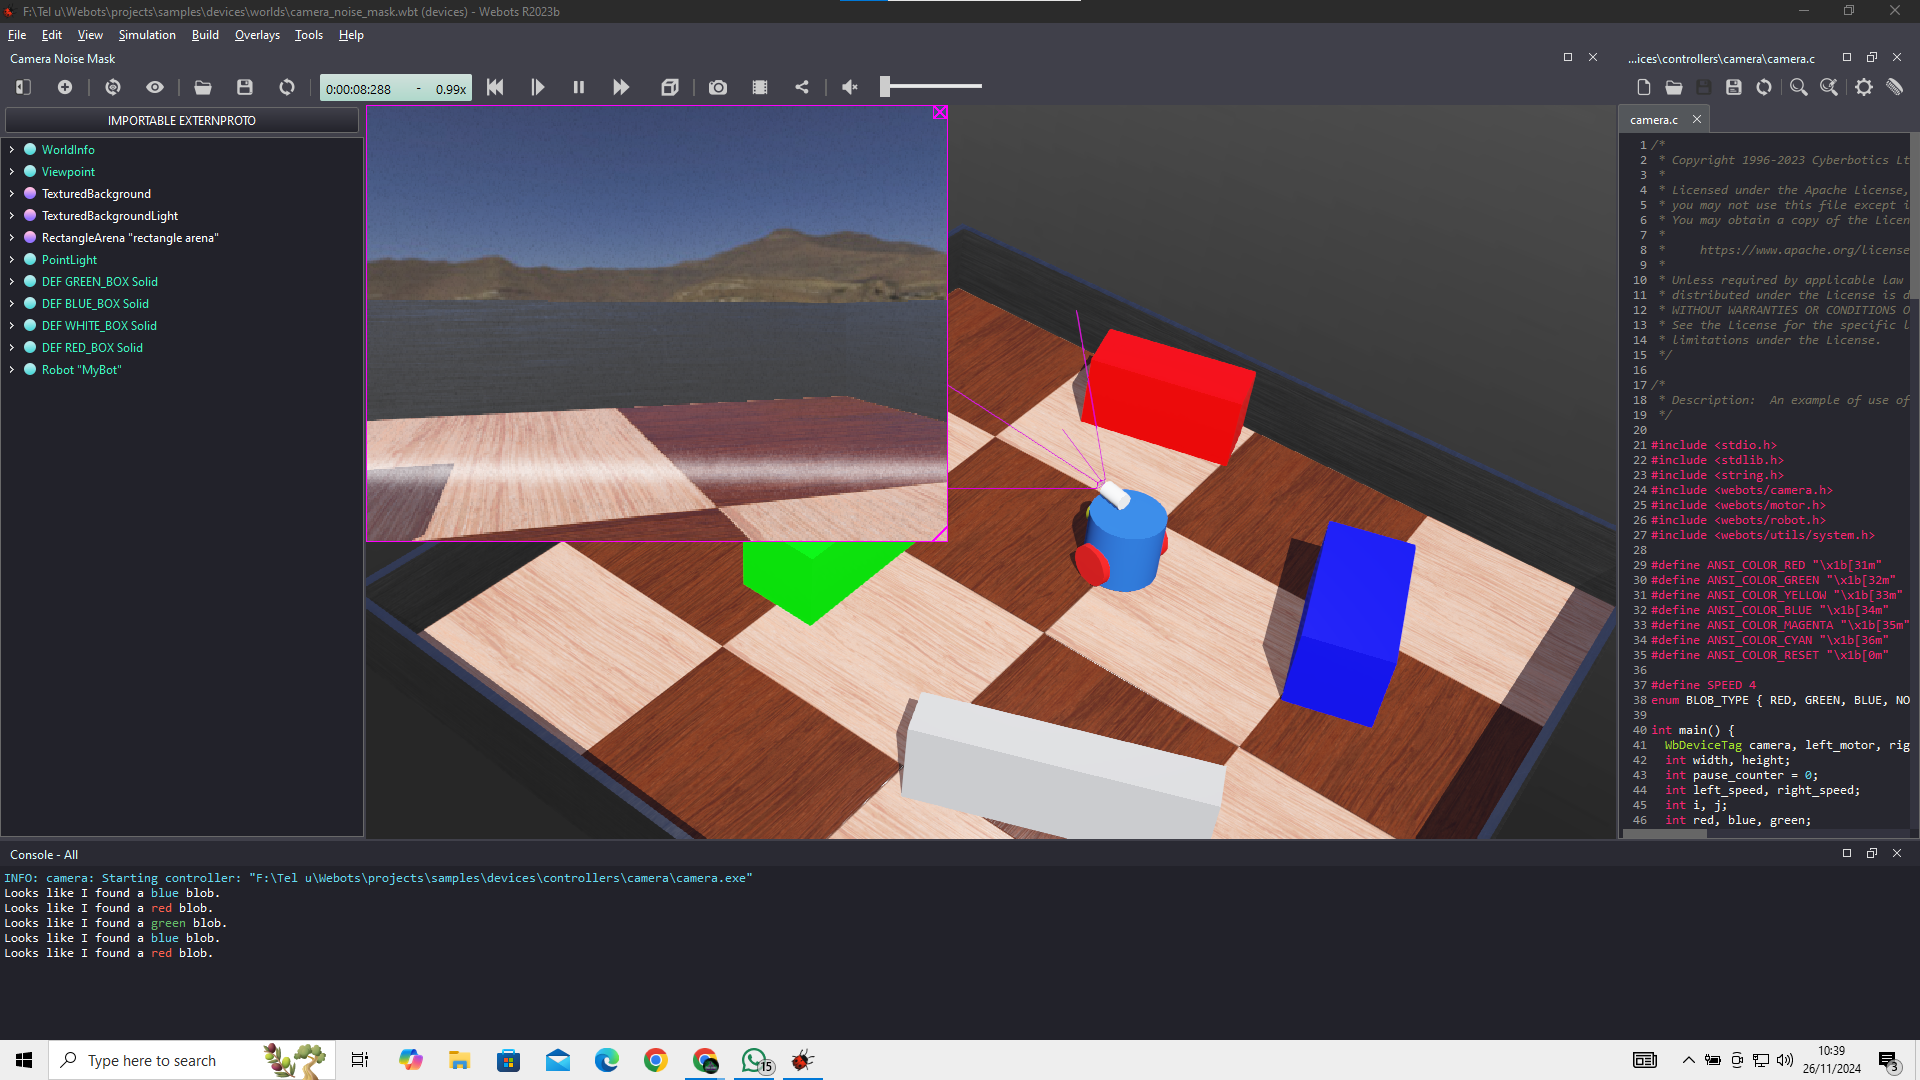 F:\Tel u\Webots\projects\samples\devices\worlds\camera_noise_mask.wbt (devices) - Webots R2023b
File Edit View Simulation Build Overlays Tools Help
Camera Noise Mask
0:00:08:288 - 0.99x
IMPORTABLE EXTERNPROTO
WorldInfo
Viewpoint
TexturedBackground
TexturedBackgroundLight
RectangleArena "rectangle arena"
PointLight
DEF GREEN_BOX Solid
DEF BLUE_BOX Solid
DEF WHITE_BOX Solid
DEF RED_BOX Solid
Robot "MyBot"
...ices\controllers\camera\camera.c
camera.c
1 /*
2 * Copyright 1996-2023 Cyberbotics Lt
3 *
4 * Licensed under the Apache License,
5 * you may not use this file except i
6 * You may obtain a copy of the Licen
7 *
8 * https://www.apache.org/license
9 *
10 * Unless required by applicable law
11 * distributed under the License is d
12 * WITHOUT WARRANTIES OR CONDITIONS O
13 * See the License for the specific l
14 * limitations under the License.
15 */
16
17 /*
18 * Description: An example of use of
19 */
20
21 #include <stdio.h>
22 #include <stdlib.h>
23 #include <string.h>
24 #include <webots/camera.h>
25 #include <webots/motor.h>
26 #include <webots/robot.h>
27 #include <webots/utils/system.h>
28
29 #define ANSI_COLOR_RED "\x1b[31m"
30 #define ANSI_COLOR_GREEN "\x1b[32m"
31 #define ANSI_COLOR_YELLOW "\x1b[33m"
32 #define ANSI_COLOR_BLUE "\x1b[34m"
33 #define ANSI_COLOR_MAGENTA "\x1b[35m"
34 #define ANSI_COLOR_CYAN "\x1b[36m"
35 #define ANSI_COLOR_RESET "\x1b[0m"
36
37 #define SPEED 4
38 enum BLOB_TYPE { RED, GREEN, BLUE, NO
39
40 int main() {
41 WbDeviceTag camera, left_motor, rig
42 int width, height;
43 int pause_counter = 0;
44 int left_speed, right_speed;
45 int i, j;
46 int red, blue, green;
Console - All
INFO: camera: Starting controller: "F:\Tel u\Webots\projects\samples\devices\controllers\camera\camera.exe"
Looks like I found a blue blob.
Looks like I found a red blob.
Looks like I found a green blob.
Looks like I found a blue blob.
Looks like I found a red blob.
Type here to search
15
10:39
26/11/2024
3